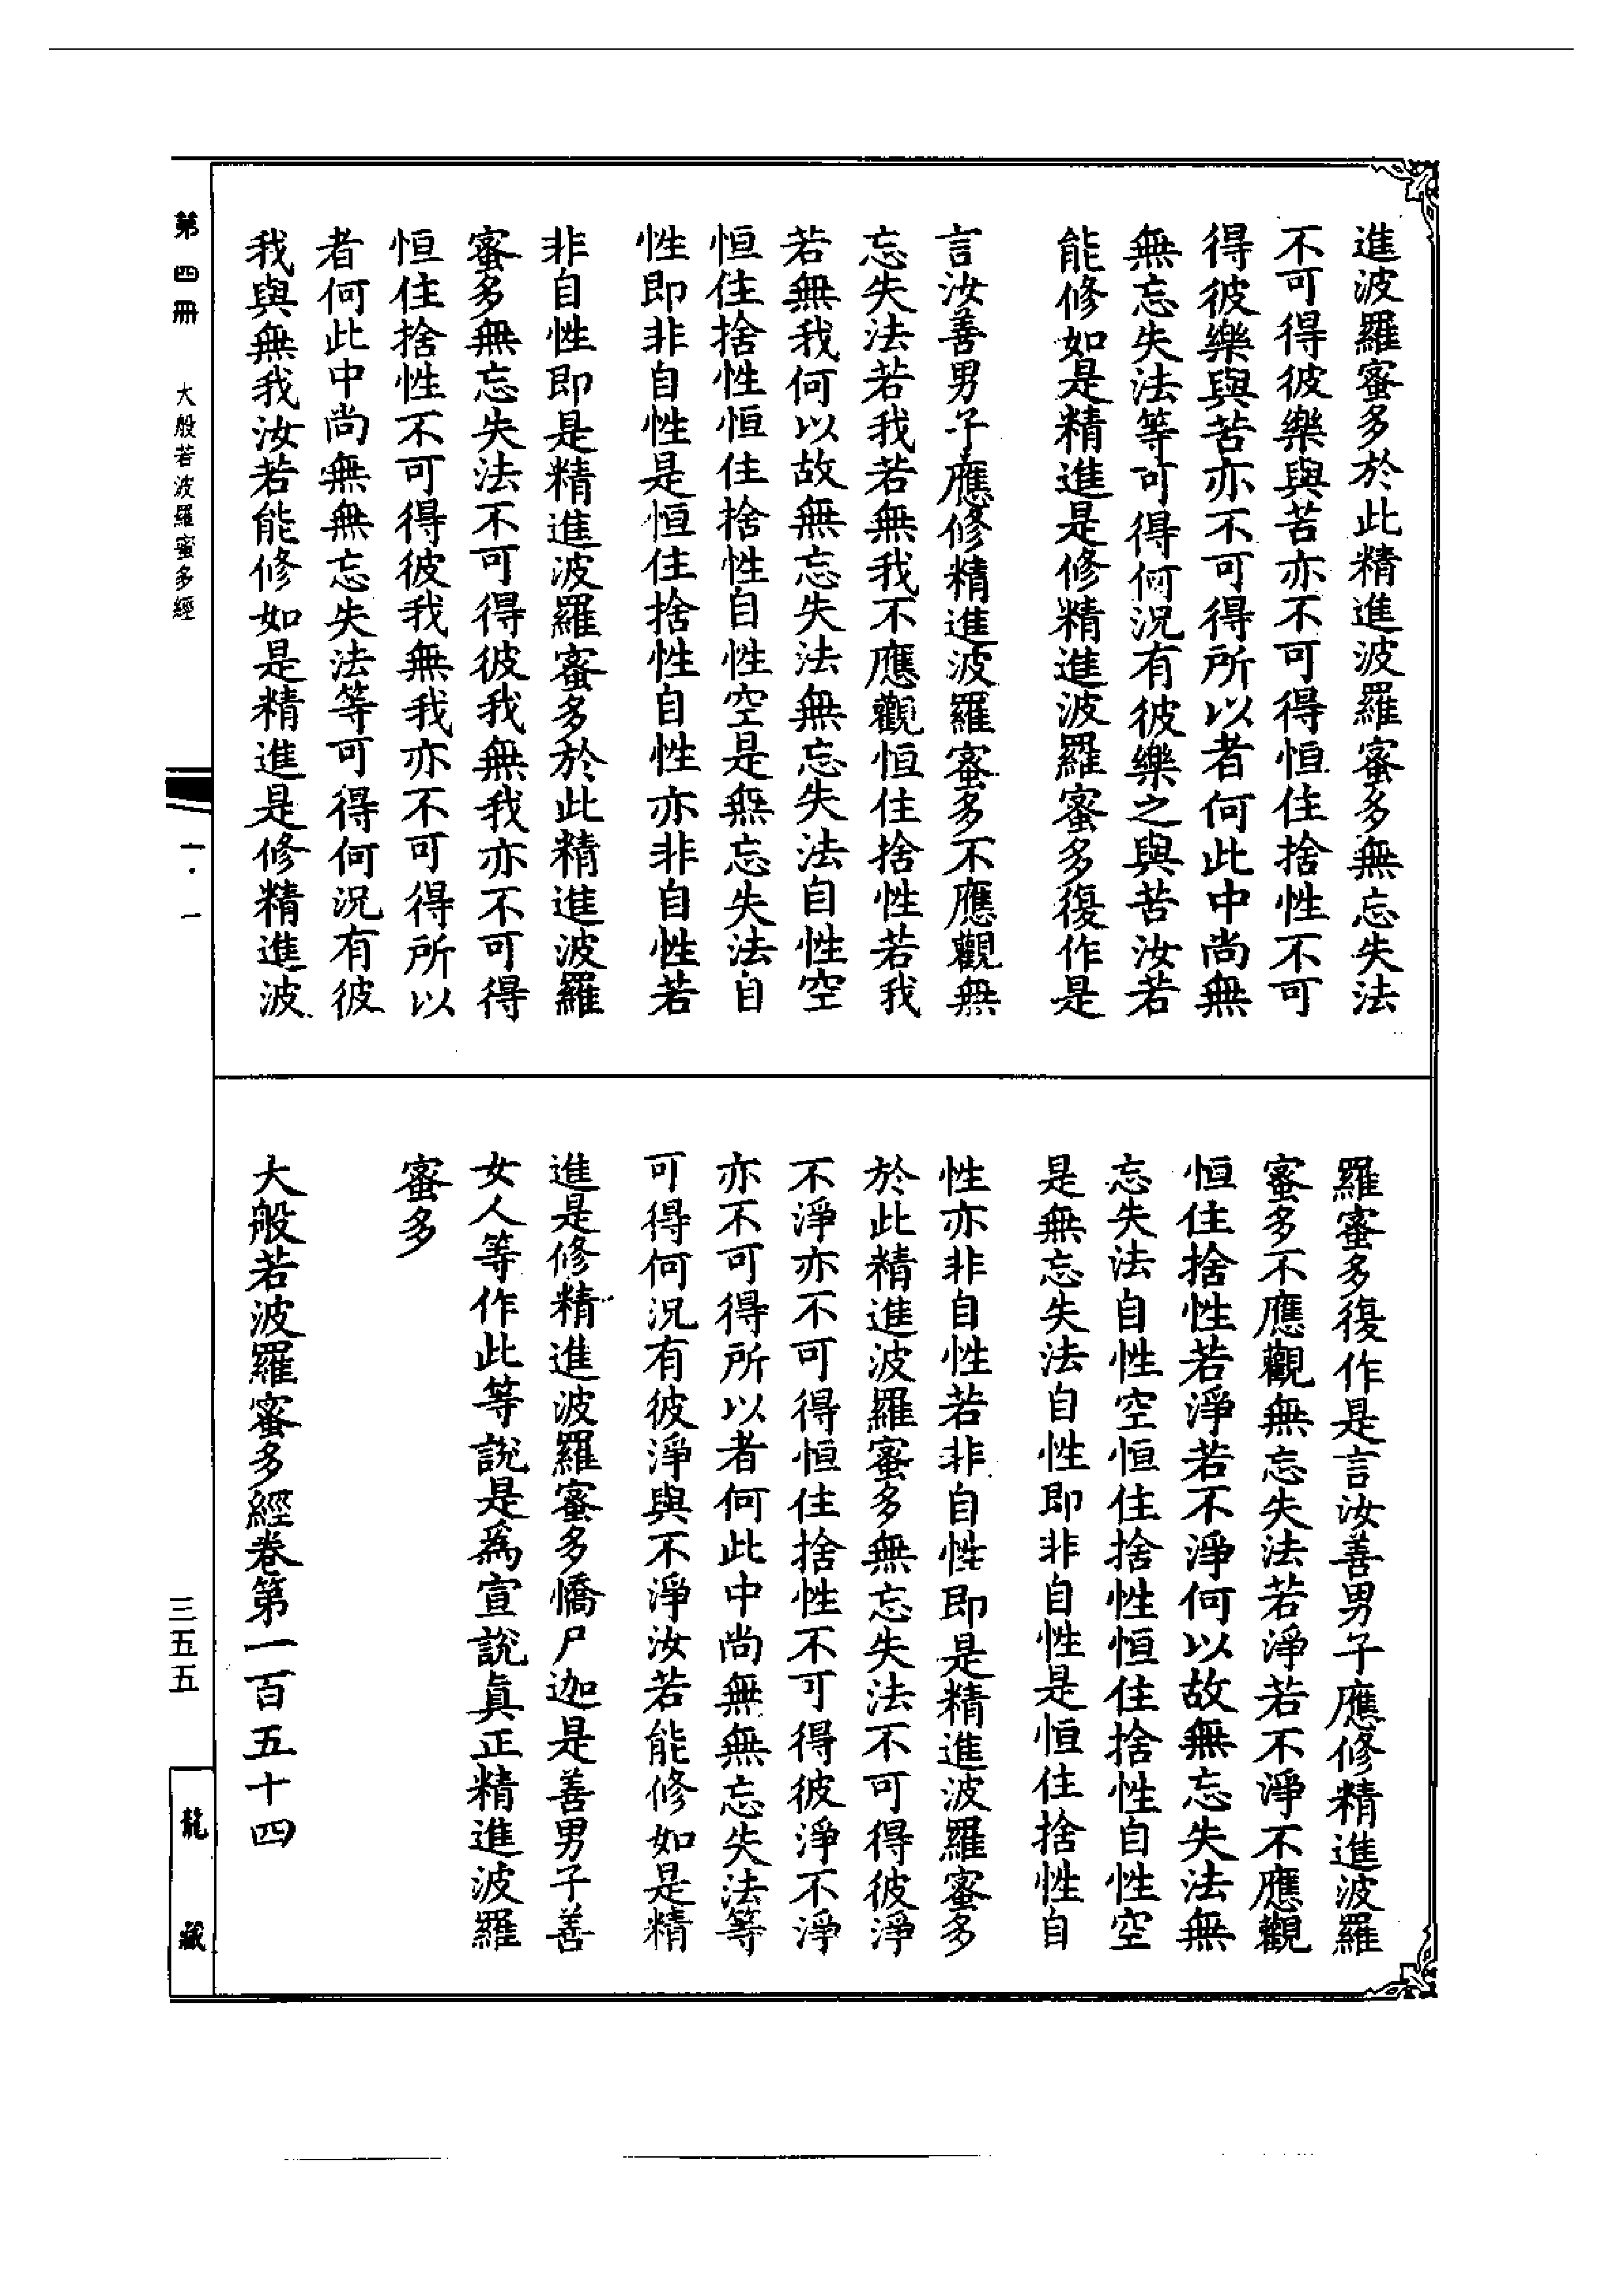 進波羅蜜多於此精進波羅蜜多無忘失法
不可得彼樂與苦亦不可得恒住捨性不可
得彼樂與苦亦不可得所以者何此中尚無
無忘失法等可得何況有彼樂之與苦汝若
能修如是精進是修精進波羅蜜多復作是
言汝善男子應修精進波羅蜜多不應觀無
忘失法若我若無我不應觀恒住捨性若我
若無我何以故無忘失法無忘失法自性空
恒住捨性恒住捨性自性空是無忘失法自
性即非自性是恒住捨性自性亦非自性若
非自性即是精進波羅蜜多於此精進波羅
蜜多無忘失法不可得彼我無我亦不可得
恒住捨性不可得彼我無我亦不可得所以
者何此中尚無無忘失法等可得何況有彼
我與無我汝若能修如是精進是修精進波
羅蜜多復作是言汝善男子應修精進波羅
蜜多不應觀無忘失法若淨若不淨不應觀
恒住捨性若淨若不淨何以故無忘失法無
忘失法自性空恒住捨性恒住捨性自性空
是無忘失法自性即非自性是恒住捨性自
性亦非自性若非自性即是精進波羅蜜多
於此精進波羅蜜多無忘失法不可得彼淨
不淨亦不可得恒住捨性不可得彼淨不淨
亦不可得所以者何此中尚無無忘失法等
可得何況有彼淨與不淨汝若能修如是精
進是修精進波羅蜜多憍尸迦是善男子善
女人等作此等說是為宣說真正精進波羅
蜜多
大般若波羅蜜多經卷第一百五十四
第四冊 大般若波羅蜜多經
一·一
三五五
龍藏